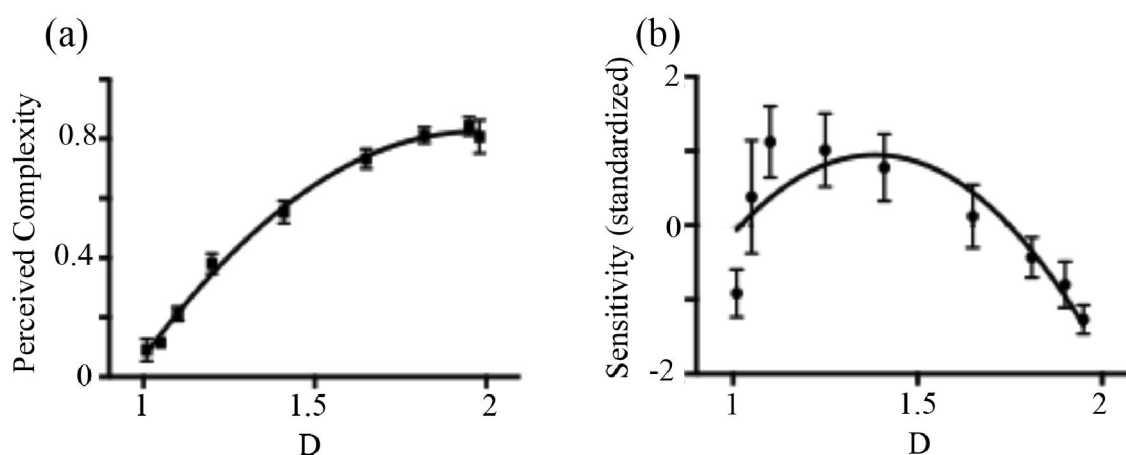 (a)
Perceived Complexity
0.8
0.4
0
1
1.5
2
D
(b)
Sensitivity (standardized)
2
0
-2
1
1.5
2
D